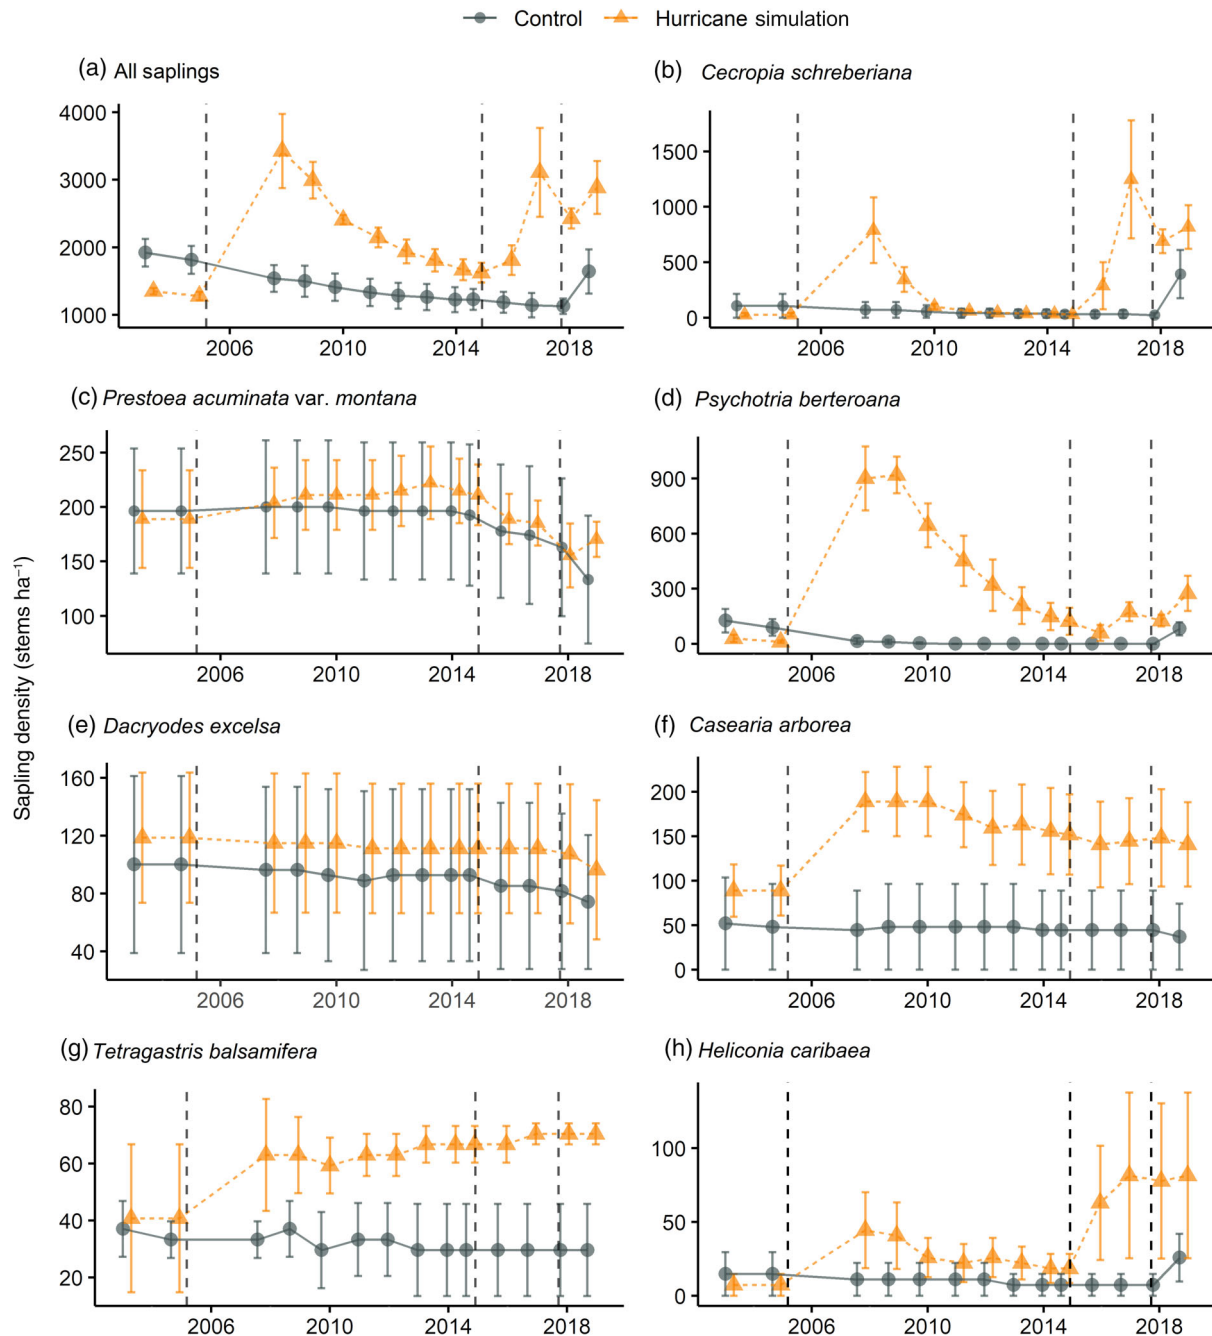 Control Hurricane simulation
(a) All saplings
(b) Cecropia schreberiana
4000
3000
2000
1000
2006 2010 2014 2018
1500
1000
500
0
2006 2010 2014 2018
(c) Prestoea acuminata var. montana
(d) Psychotria berteroana
250
200
150
100
2006 2010 2014 2018
900
600
300
0
2006 2010 2014 2018
Sapling density (stems ha⁻¹)
(e) Dacryodes excelsa
(f) Casearia arborea
160
120
80
40
2006 2010 2014 2018
200
150
100
50
0
2006 2010 2014 2018
(g) Tetragastris balsamifera
(h) Heliconia caribaea
80
60
40
20
2006 2010 2014 2018
100
50
0
2006 2010 2014 2018